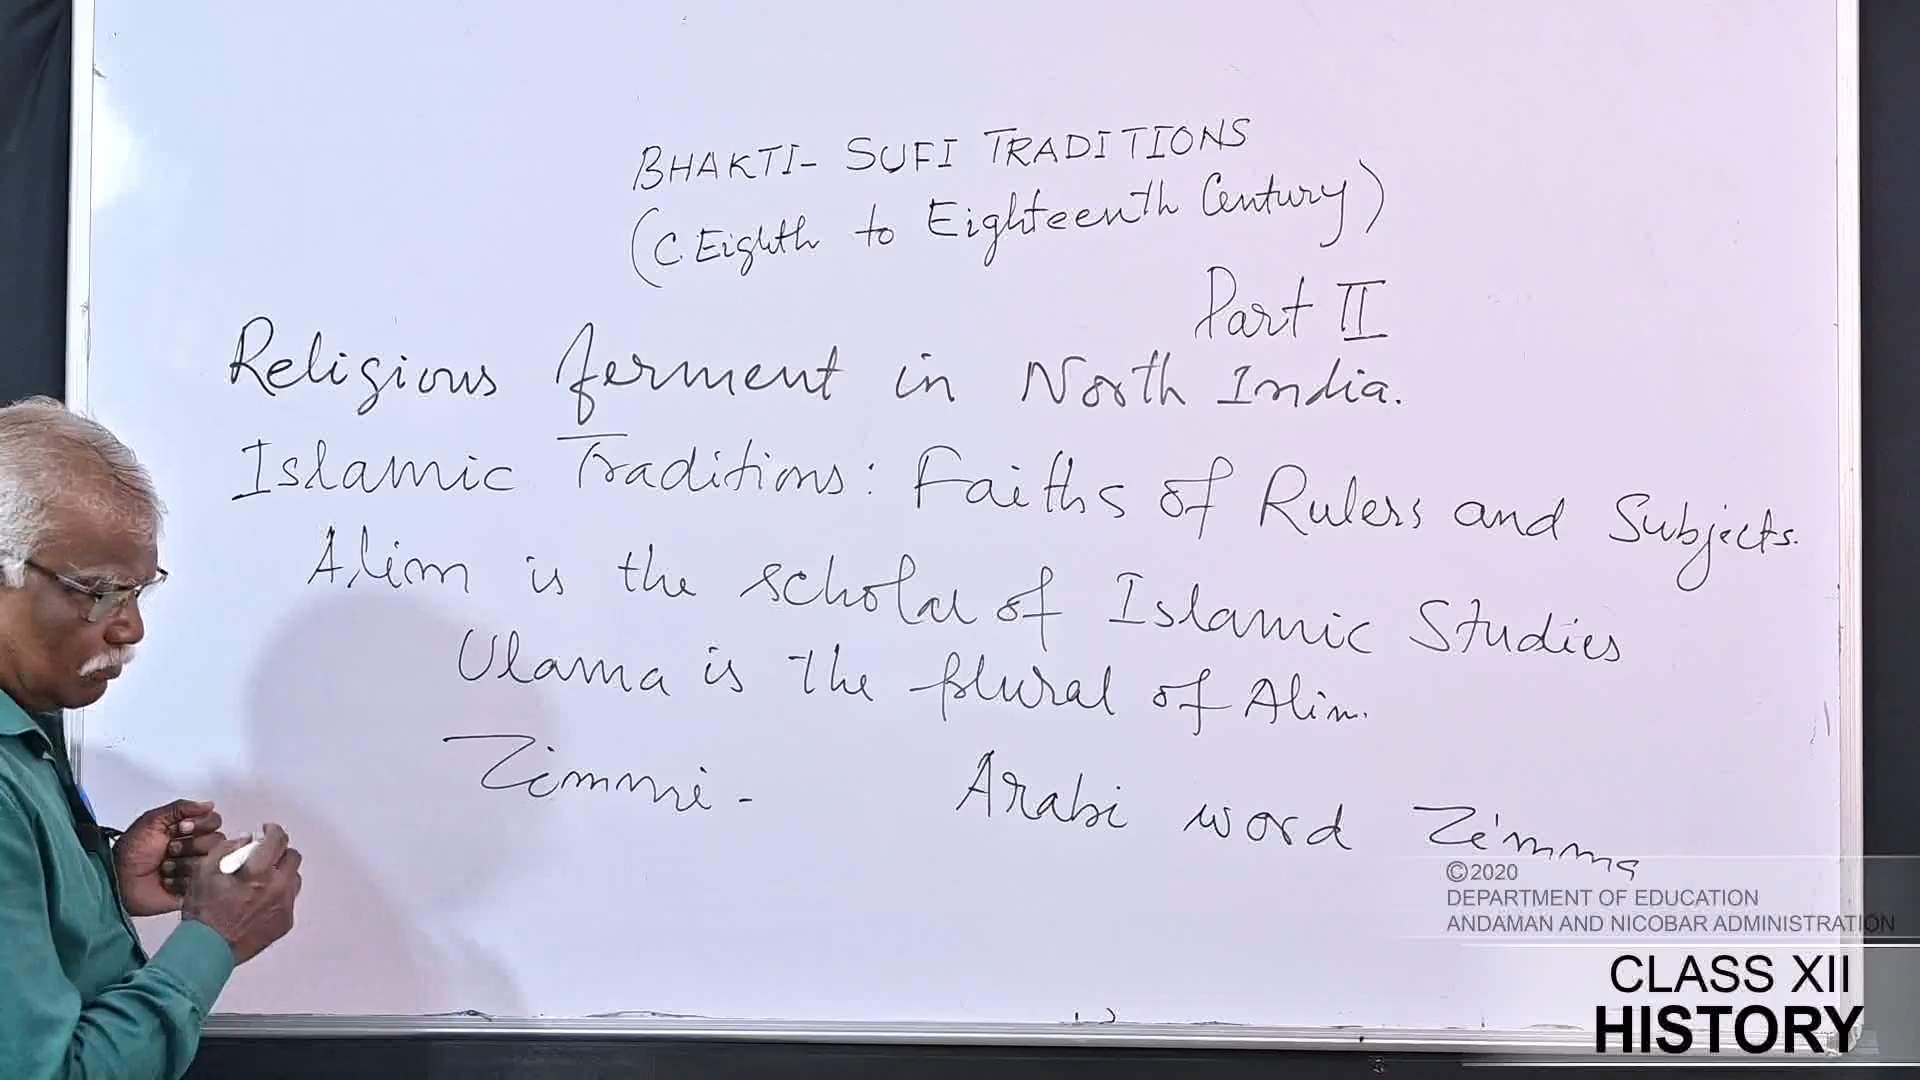 BHAKTI- SUFI TRADITIONS
(C. Eighth to Eighteenth Century)
Part II
Religious ferment in North India.
Islamic Traditions: Faiths of Rulers and Subjects.
Alim is the scholar of Islamic Studies
Ulama is the plural of Alim.
Zimmi - Arabi word Zimma
©2020
DEPARTMENT OF EDUCATION
ANDAMAN AND NICOBAR ADMINISTRATION
CLASS XII
HISTORY